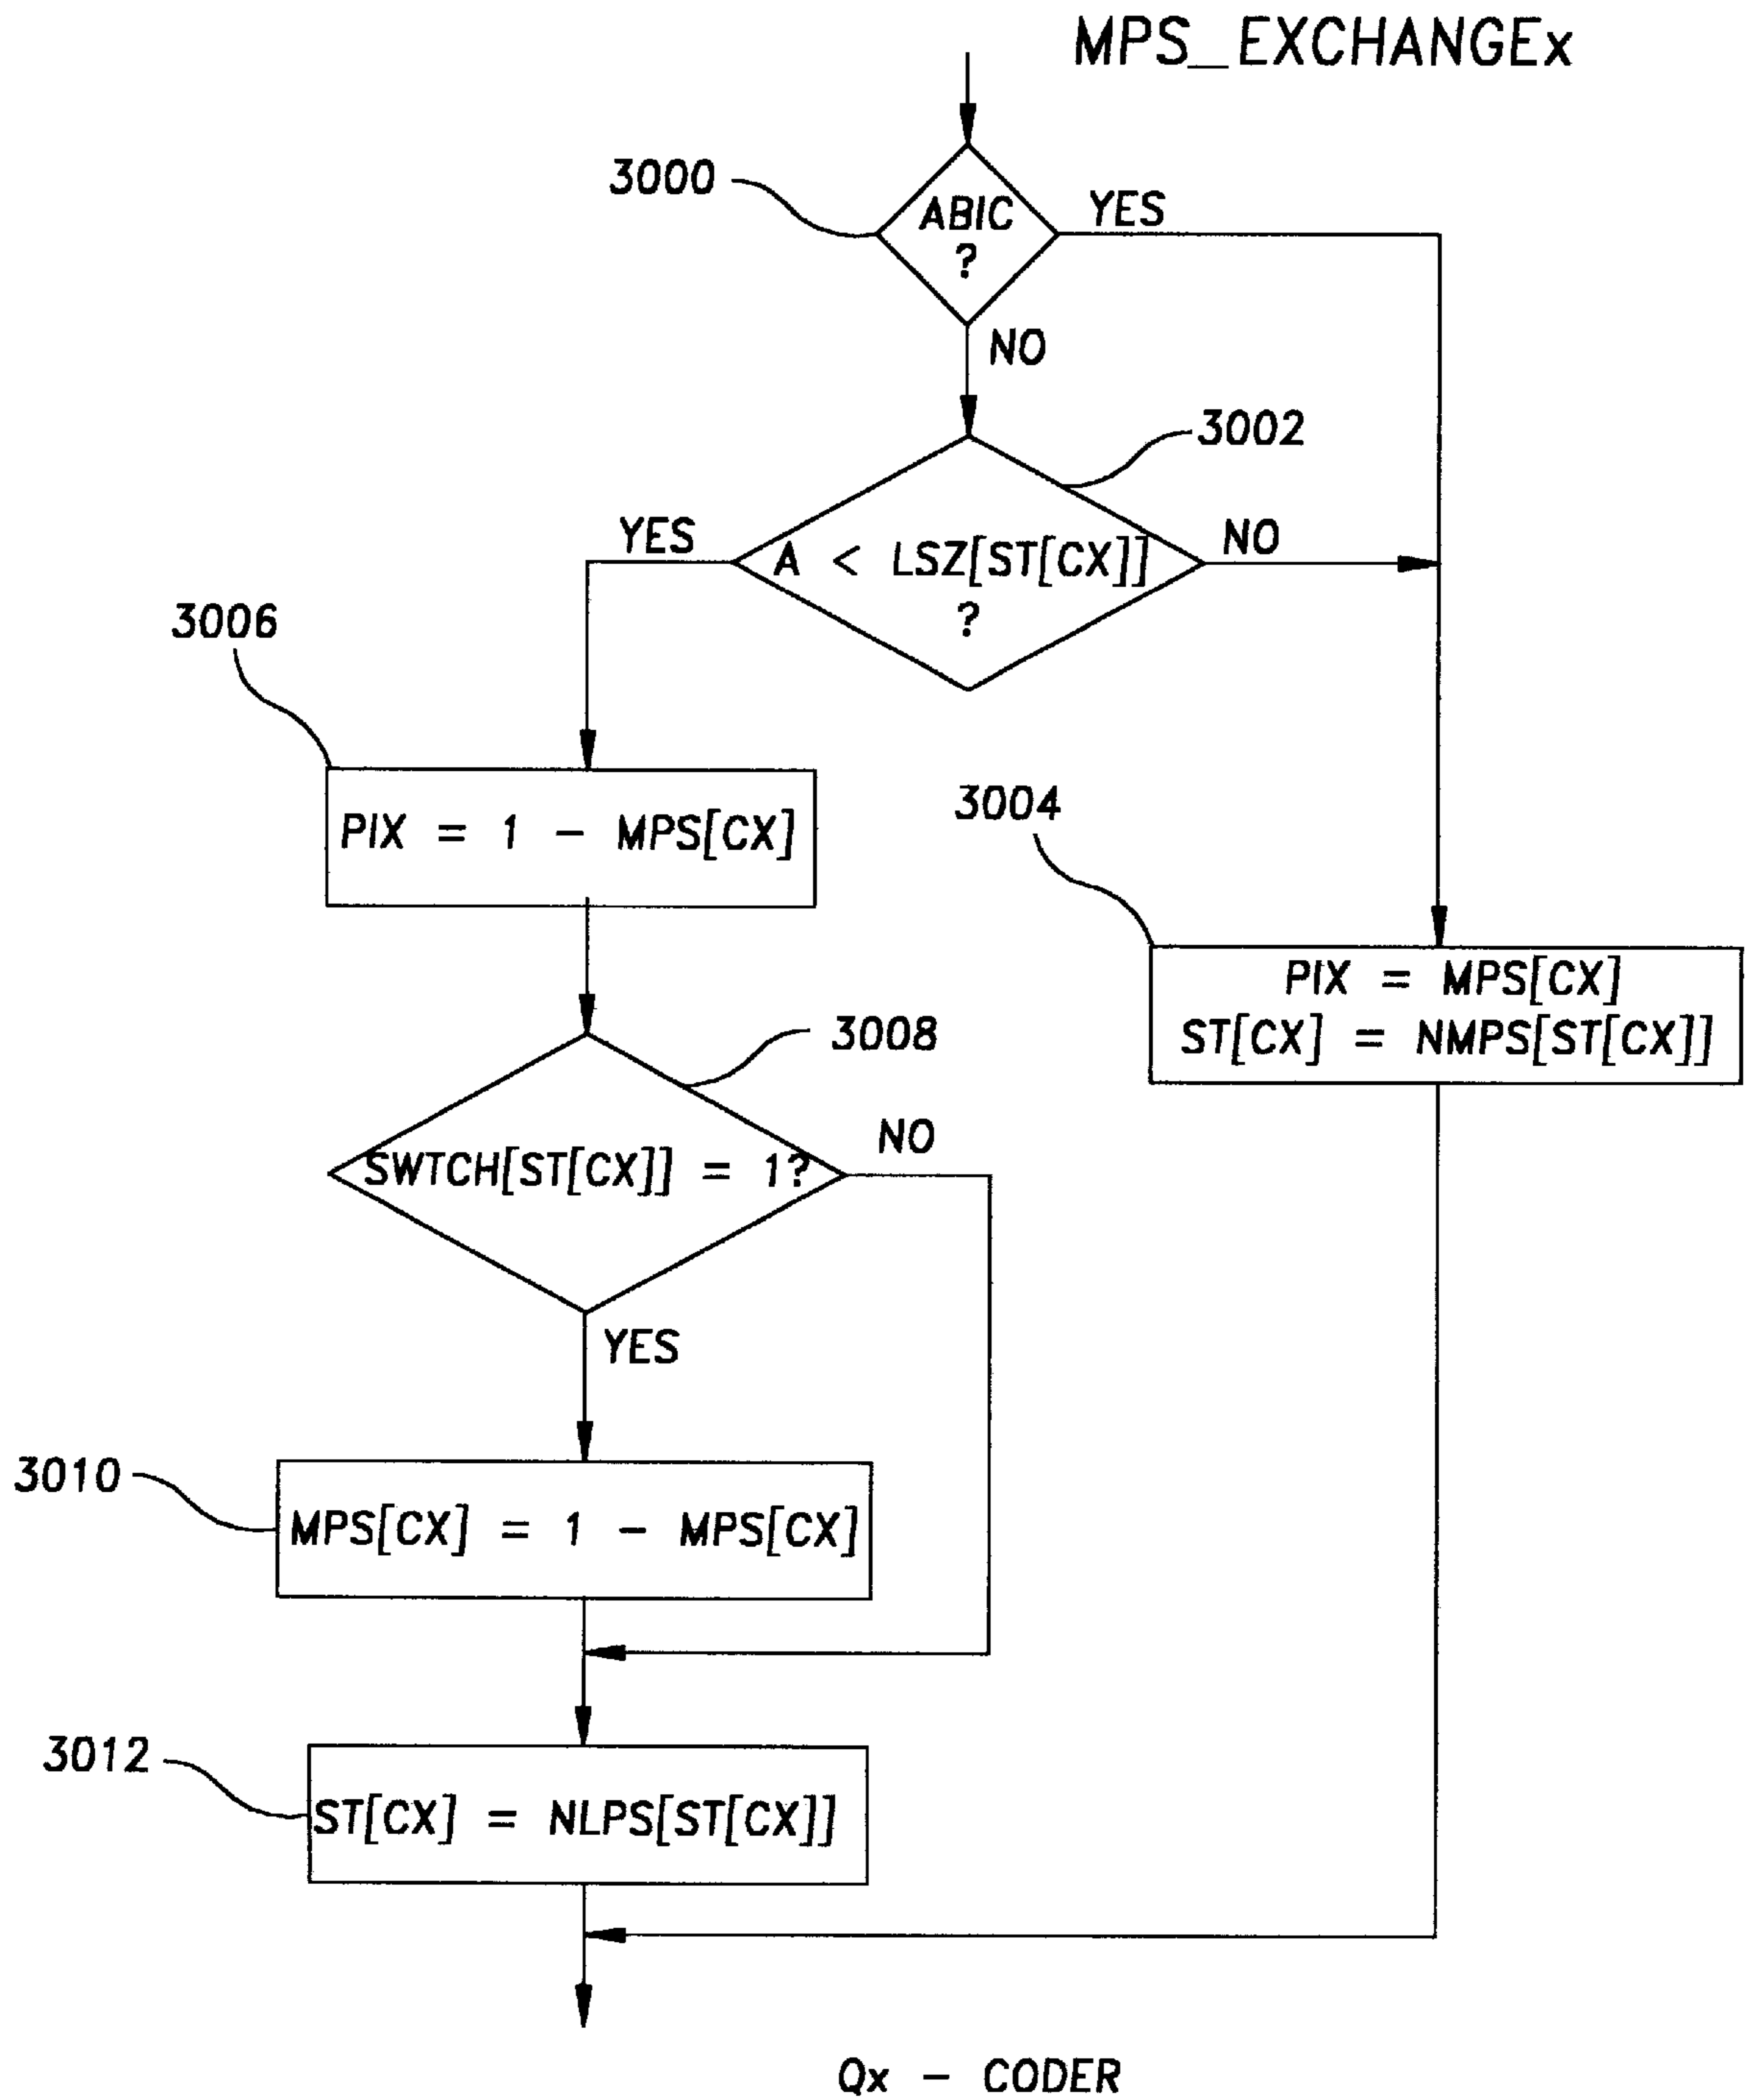 MPS_EXCHANGEx
3000
ABIC
?
YES
NO
3002
YES
A < LSZ[ST[CX]]
?
NO
3006
PIX = 1 - MPS[CX]
3004
PIX = MPS[CX]
ST[CX] = NMPS[ST[CX]]
3008
SWTCH[ST[CX]] = 1?
NO
YES
3010
MPS[CX] = 1 - MPS[CX]
3012
ST[CX] = NLPS[ST[CX]]
Qx - CODER